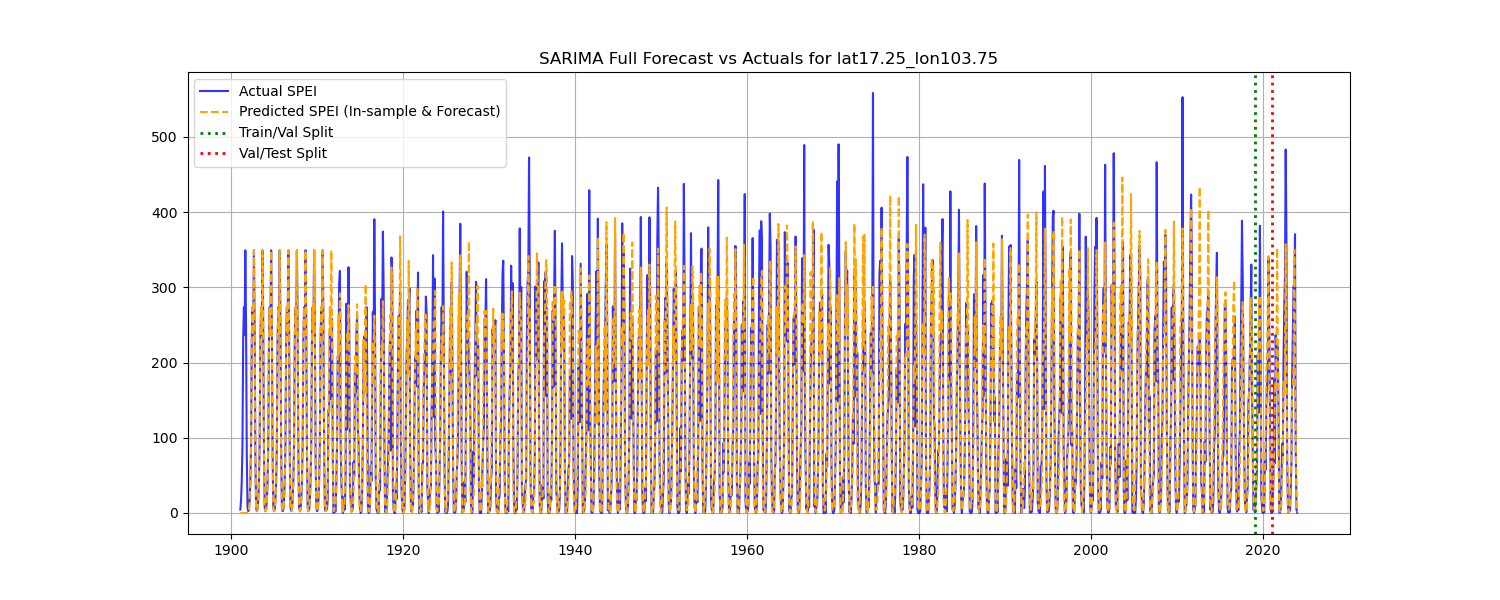 SARIMA Full Forecast vs Actuals for lat17.25_lon103.75
Actual SPEI
Predicted SPEI (In-sample & Forecast)
Train/Val Split
Val/Test Split
500
400
300
200
100
0
1900 1920 1940 1960 1980 2000 2020